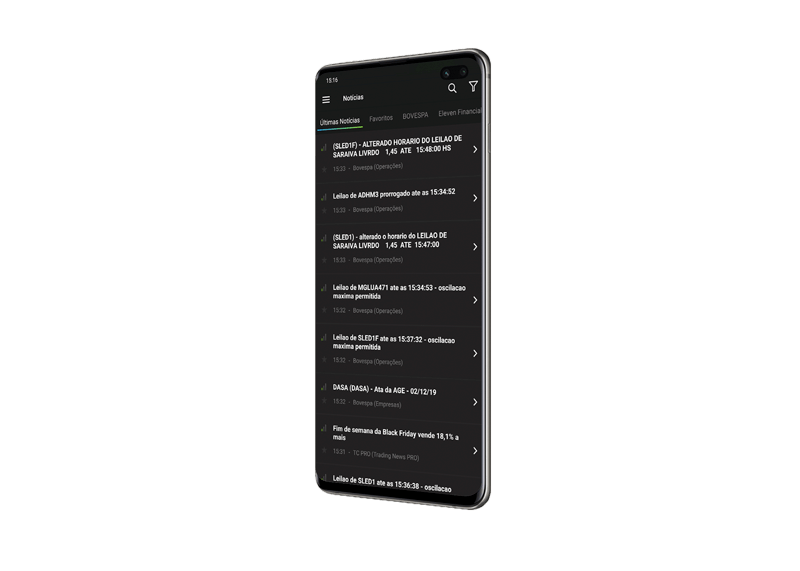 15:16
Notícias
Últimas Notícias Favoritos BOVESPA Eleven Financial
(SLED1F) - ALTERADO HORARIO DO LEILAO DE
SARAIVA LIVRDO 1,45 ATE 15:48:00 HS
15:33 - Bovespa (Operações)
Leilao de ADHM3 prorrogado ate as 15:34:52
15:33 - Bovespa (Operações)
(SLED1) - alterado o horario do LEILAO DE
SARAIVA LIVRDO 1,45 ATE 15:47:00
15:33 - Bovespa (Operações)
Leilao de MGLUA471 ate as 15:34:53 - oscilacao
maxima permitida
15:32 - Bovespa (Operações)
Leilao de SLED1F ate as 15:37:32 - oscilacao
maxima permitida
15:32 - Bovespa (Operações)
DASA (DASA) - Ata da AGE - 02/12/19
15:32 - Bovespa (Empresas)
Fim de semana da Black Friday vende 18,1% a
mais
15:31 - TC PRO (Trading News PRO)
Leilao de SLED1 ate as 15:36:38 - oscilacao